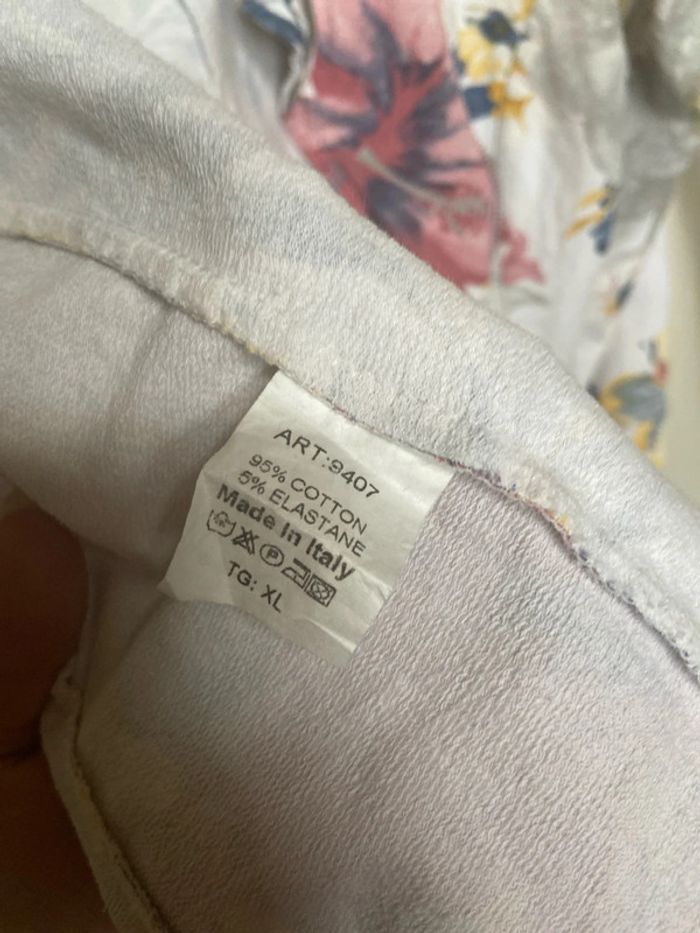 ART:9407
95% COTTON
5% ELASTANE
Made In Italy
P
TG: XL